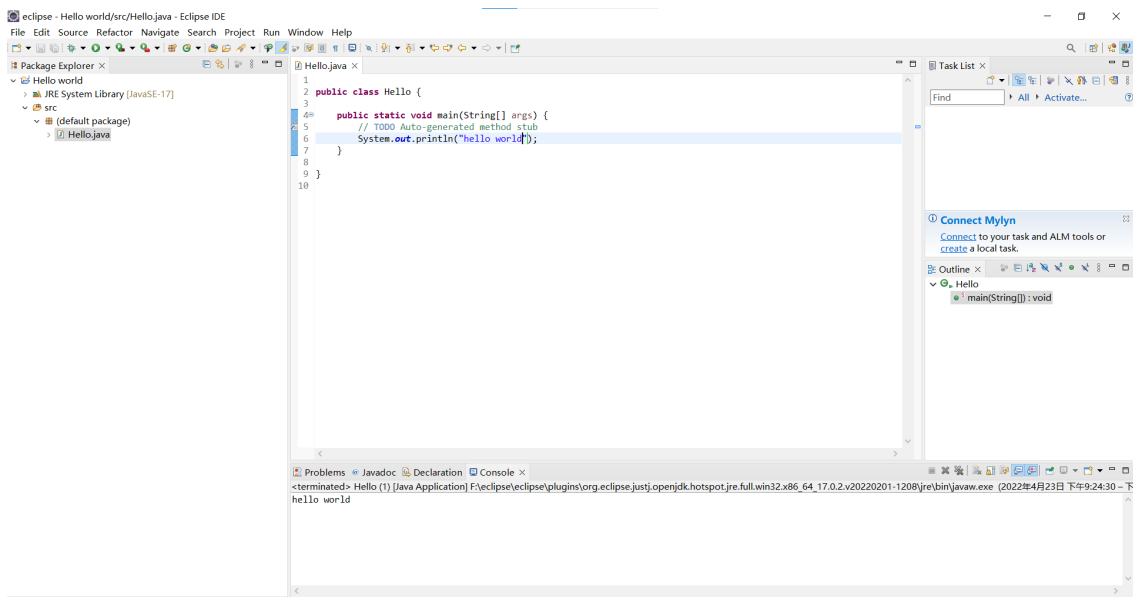 eclipse - Hello world/src/Hello.java - Eclipse IDE
File Edit Source Refactor Navigate Search Project Run Window Help
Package Explorer
Hello world
JRE System Library [JavaSE-17]
src
(default package)
Hello.java
Hello.java
1
2 public class Hello {
3
4 public static void main(String[] args) {
5 // TODO Auto-generated method stub
6 System.out.println("hello world");
7 }
8
9 }
10
Task List
Find All Activate...
Connect Mylyn
Connect to your task and ALM tools or
create a local task.
Outline
Hello
main(String[]) : void
Problems Javadoc Declaration Console
<terminated> Hello (1) [Java Application] F:\eclipse\eclipse\plugins\org.eclipse.justj.openjdk.hotspot.jre.full.win32.x86_64_17.0.2.v20220201-1208\jre\bin\javaw.exe (2022年4月23日 下午9:24:30 – 下
hello world